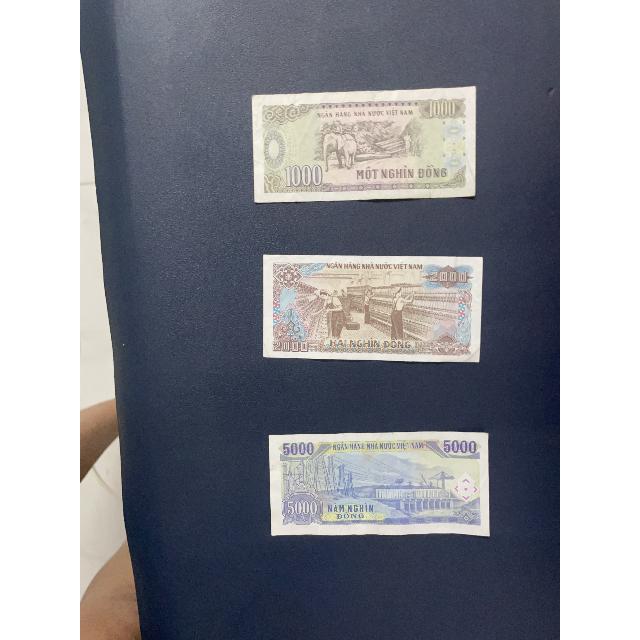 NGÂN HÀNG NHÀ NƯỚC VIỆT NAM
1000
1000
MỘT NGHÌN ĐỒNG
NGÂN HÀNG NHÀ NƯỚC VIỆT NAM
2000
2000
HAI NGHÌN ĐỒNG
5000
NGÂN HÀNG NHÀ NƯỚC VIỆT NAM
5000
5000
NĂM NGHÌN
ĐỒNG